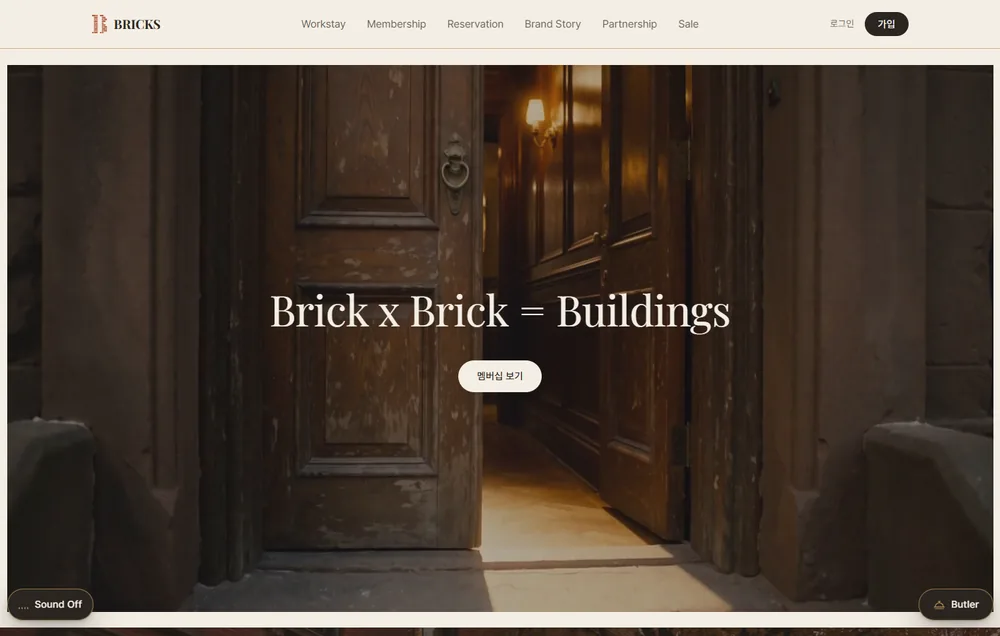 BRICKS
Workstay Membership Reservation Brand Story Partnership Sale
로그인 가입
Brick x Brick = Buildings
멤버십 보기
.... Sound Off
Butler